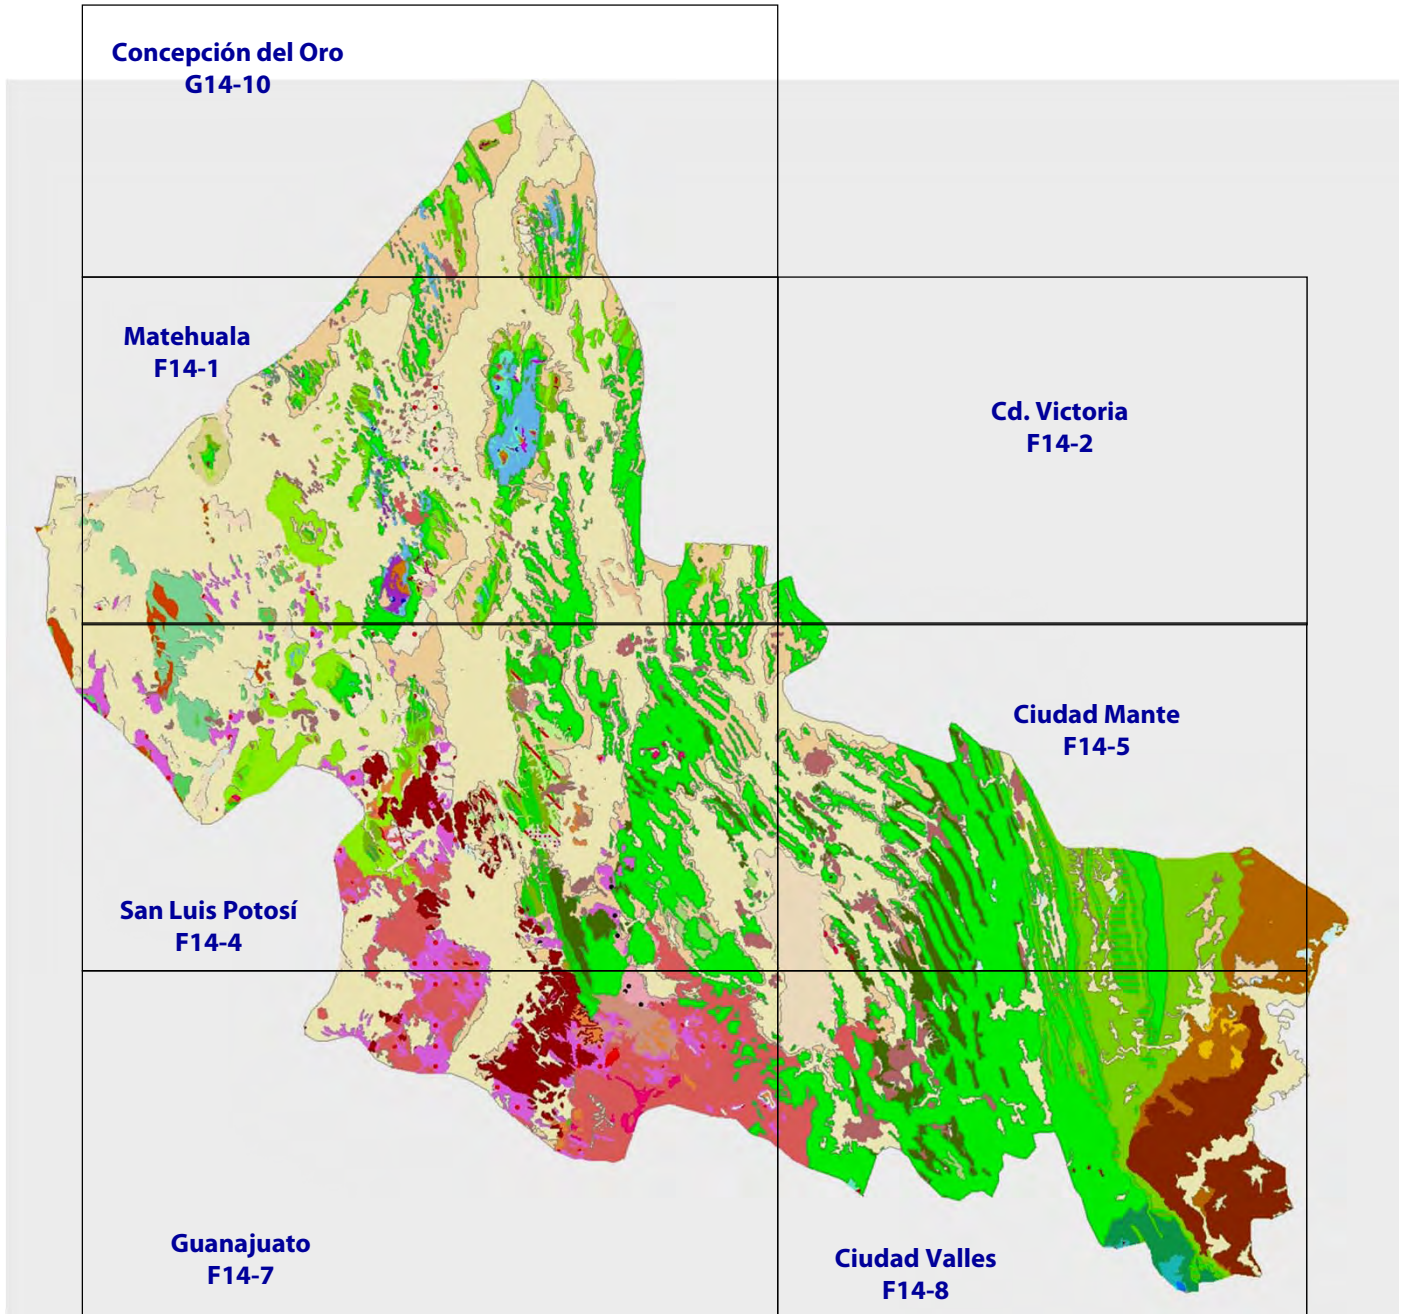 Concepción del Oro
G14-10
Matehuala
F14-1
Cd. Victoria
F14-2
Ciudad Mante
F14-5
San Luis Potosí
F14-4
Guanajuato
F14-7
Ciudad Valles
F14-8